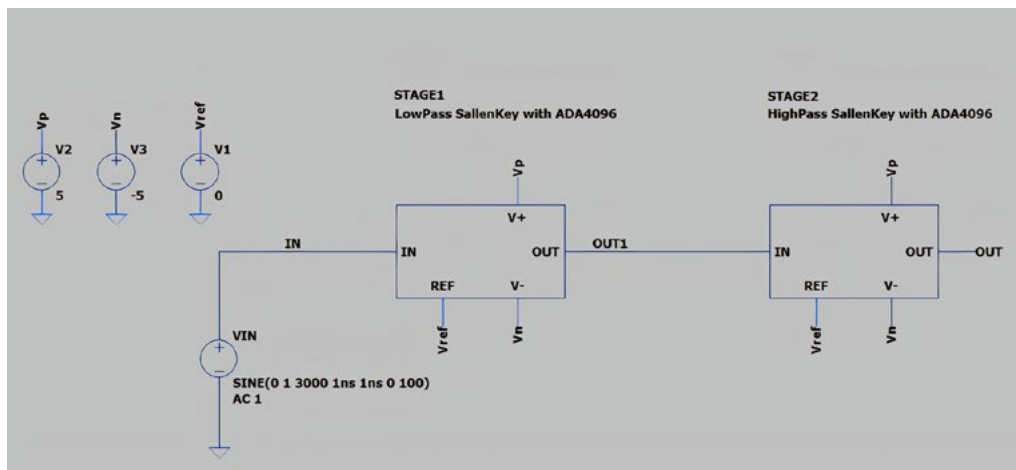 STAGE1
LowPass SallenKey with ADA4096
STAGE2
HighPass SallenKey with ADA4096
Vp
V2
5
Vn
V3
-5
Vref
V1
0
Vp
V+
IN
IN
OUT
REF
V-
Vref
Vn
OUT1
Vp
V+
IN
OUT
OUT
REF
V-
Vref
Vn
VIN
SINE(0 1 3000 1ns 1ns 0 100)
AC 1